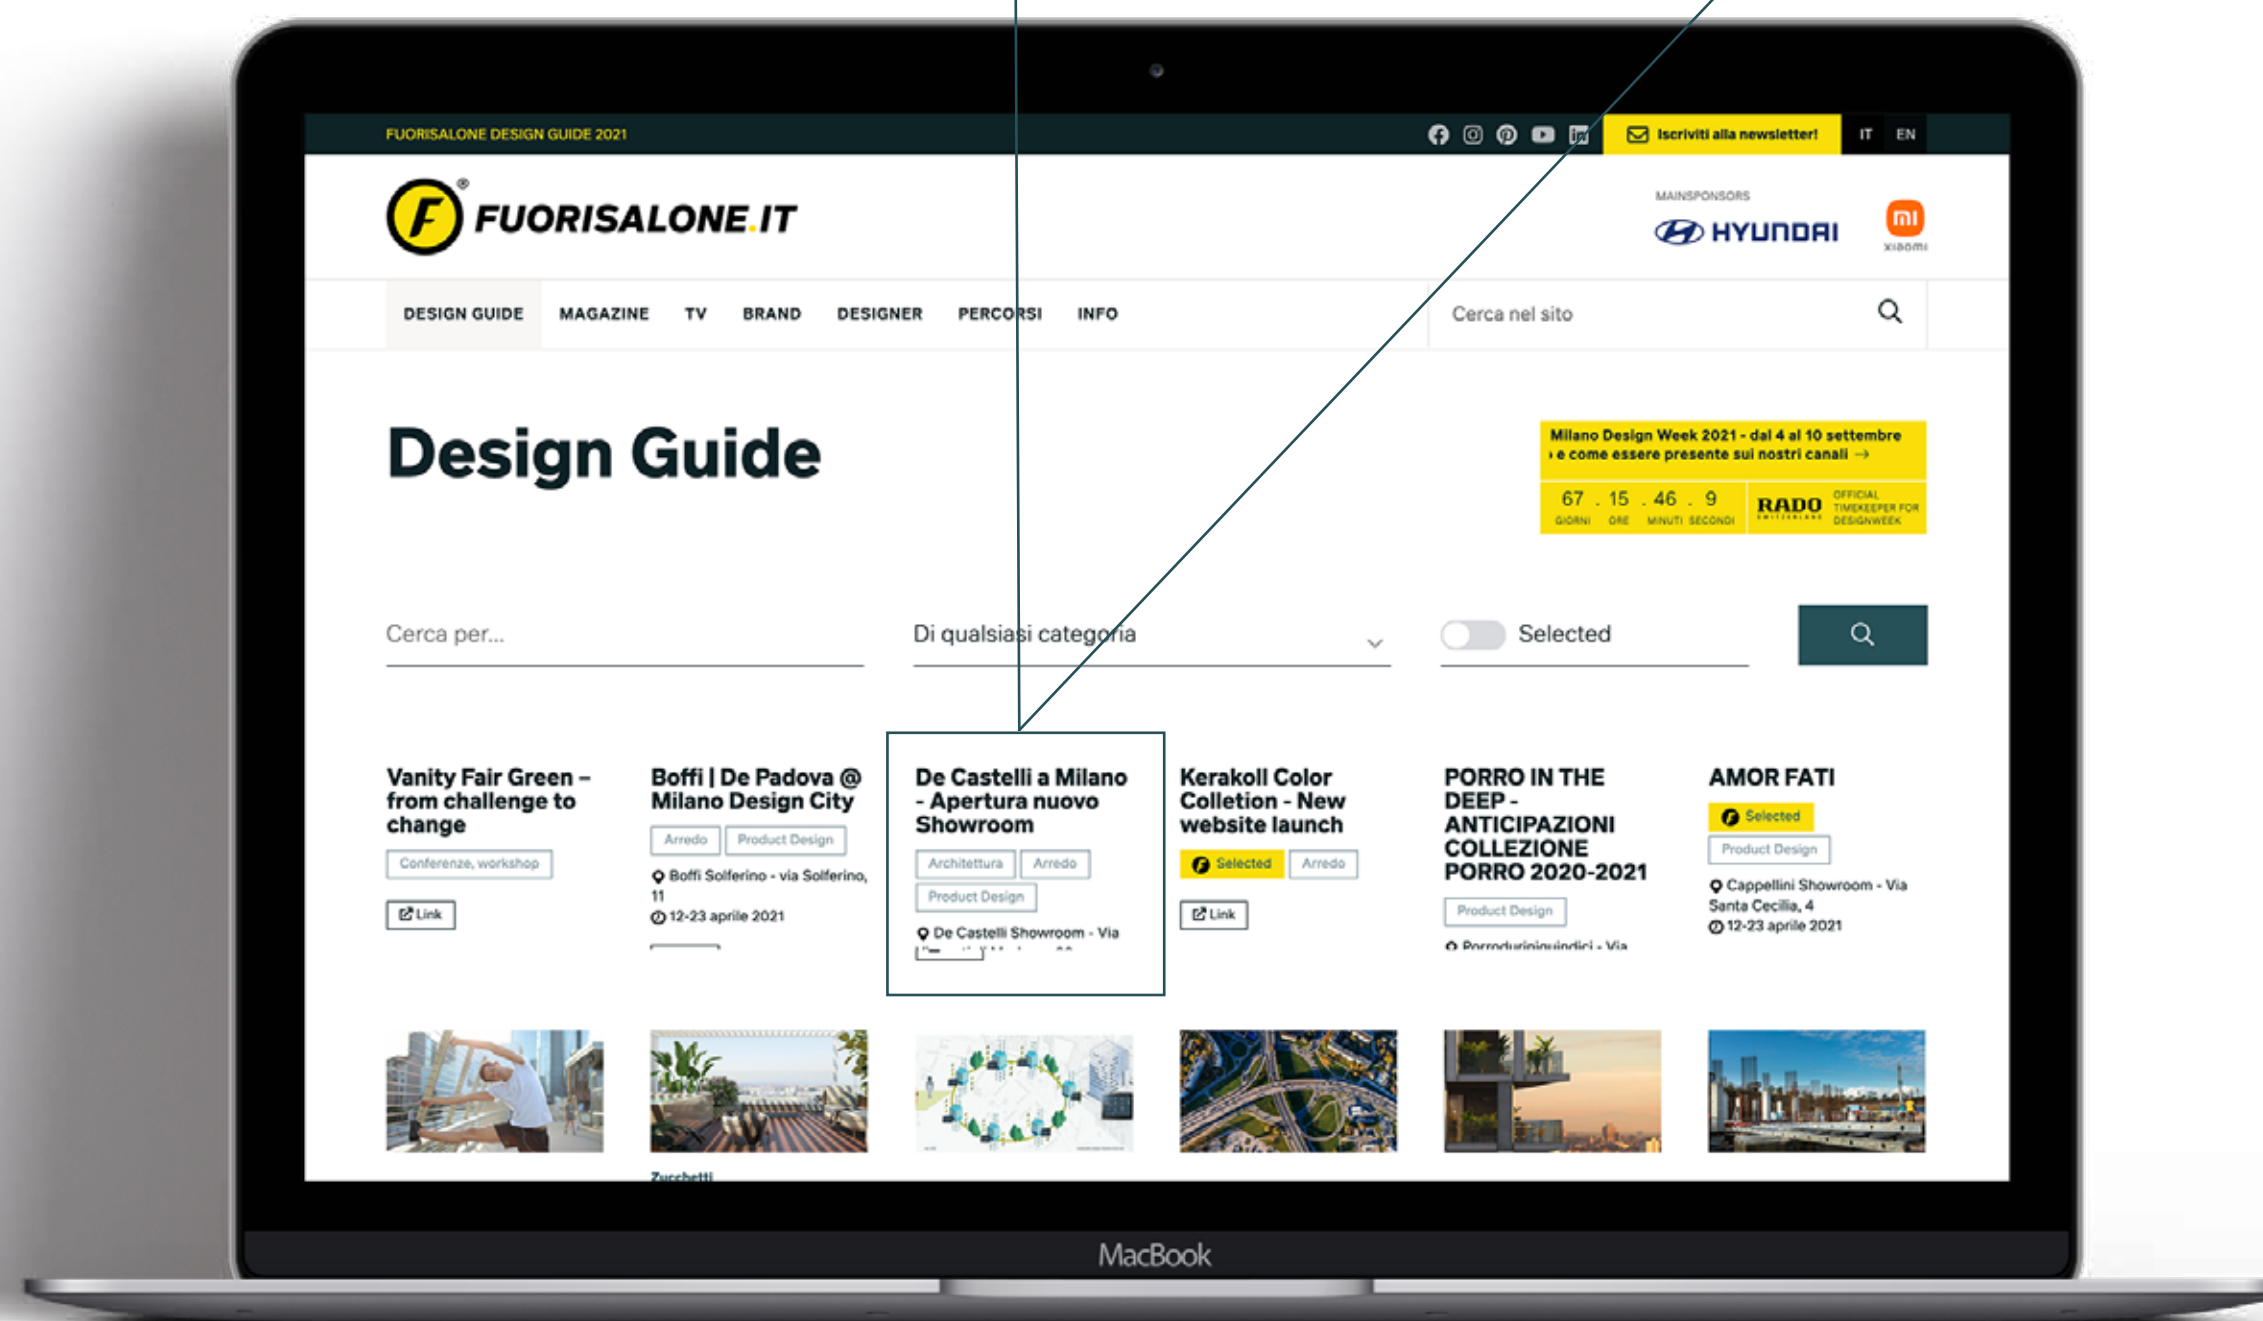 FUORISALONE DESIGN GUIDE 2021
Iscriviti alla newsletter!
IT EN
FUORISALONE.IT
MAINSPONSORS
HYUNDAI
xiaomi
DESIGN GUIDE MAGAZINE TV BRAND DESIGNER PERCORSI INFO
Cerca nel sito
Design Guide
Milano Design Week 2021 - dal 4 al 10 settembre
e come essere presente sui nostri canali →
67 . 15 . 46 . 9
GIORNI ORE MINUTI SECONDI
RADO
SWITZERLAND
OFFICIAL
TIMEKEEPER FOR
DESIGNWEEK
Cerca per...
Di qualsiasi categoria
Selected
Vanity Fair Green –
from challenge to
change
Conferenze, workshop
Link
Boffi | De Padova @
Milano Design City
Arredo Product Design
Boffi Solferino - via Solferino,
11
12-23 aprile 2021
De Castelli a Milano
- Apertura nuovo
Showroom
Architettura Arredo
Product Design
De Castelli Showroom - Via
Kerakoll Color
Colletion - New
website launch
Selected Arredo
Link
PORRO IN THE
DEEP -
ANTICIPAZIONI
COLLEZIONE
PORRO 2020-2021
Product Design
- Via
AMOR FATI
Selected
Product Design
Cappellini Showroom - Via
Santa Cecilia, 4
12-23 aprile 2021
Zucchetti
MacBook